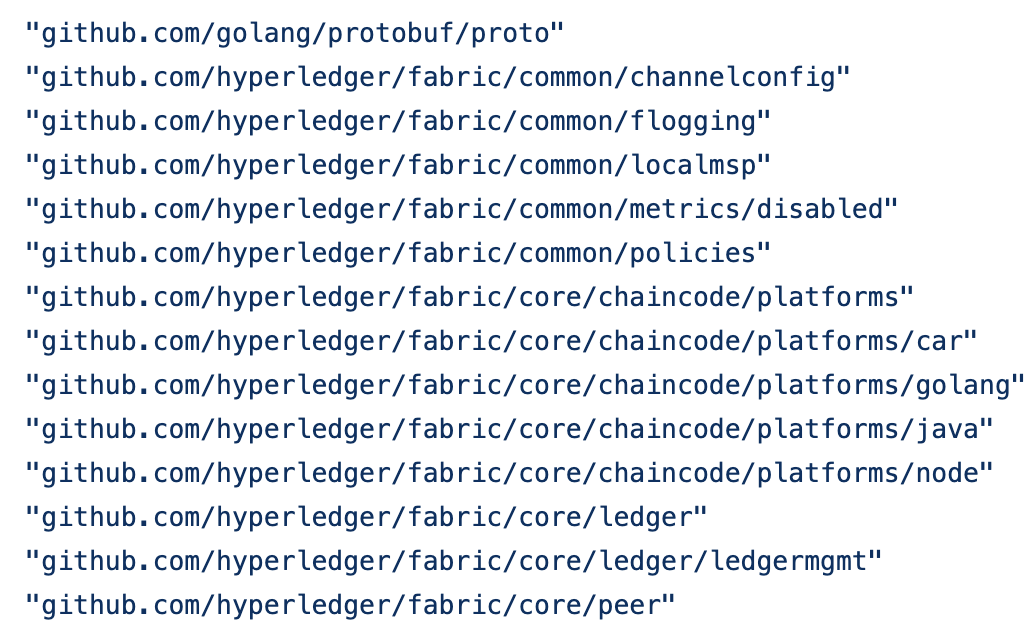 "github.com/golang/protobuf/proto"
"github.com/hyperledger/fabric/common/channelconfig"
"github.com/hyperledger/fabric/common/flogging"
"github.com/hyperledger/fabric/common/localmsp"
"github.com/hyperledger/fabric/common/metrics/disabled"
"github.com/hyperledger/fabric/common/policies"
"github.com/hyperledger/fabric/core/chaincode/platforms"
"github.com/hyperledger/fabric/core/chaincode/platforms/car"
"github.com/hyperledger/fabric/core/chaincode/platforms/golang"
"github.com/hyperledger/fabric/core/chaincode/platforms/java"
"github.com/hyperledger/fabric/core/chaincode/platforms/node"
"github.com/hyperledger/fabric/core/ledger"
"github.com/hyperledger/fabric/core/ledger/ledgermgmt"
"github.com/hyperledger/fabric/core/peer"